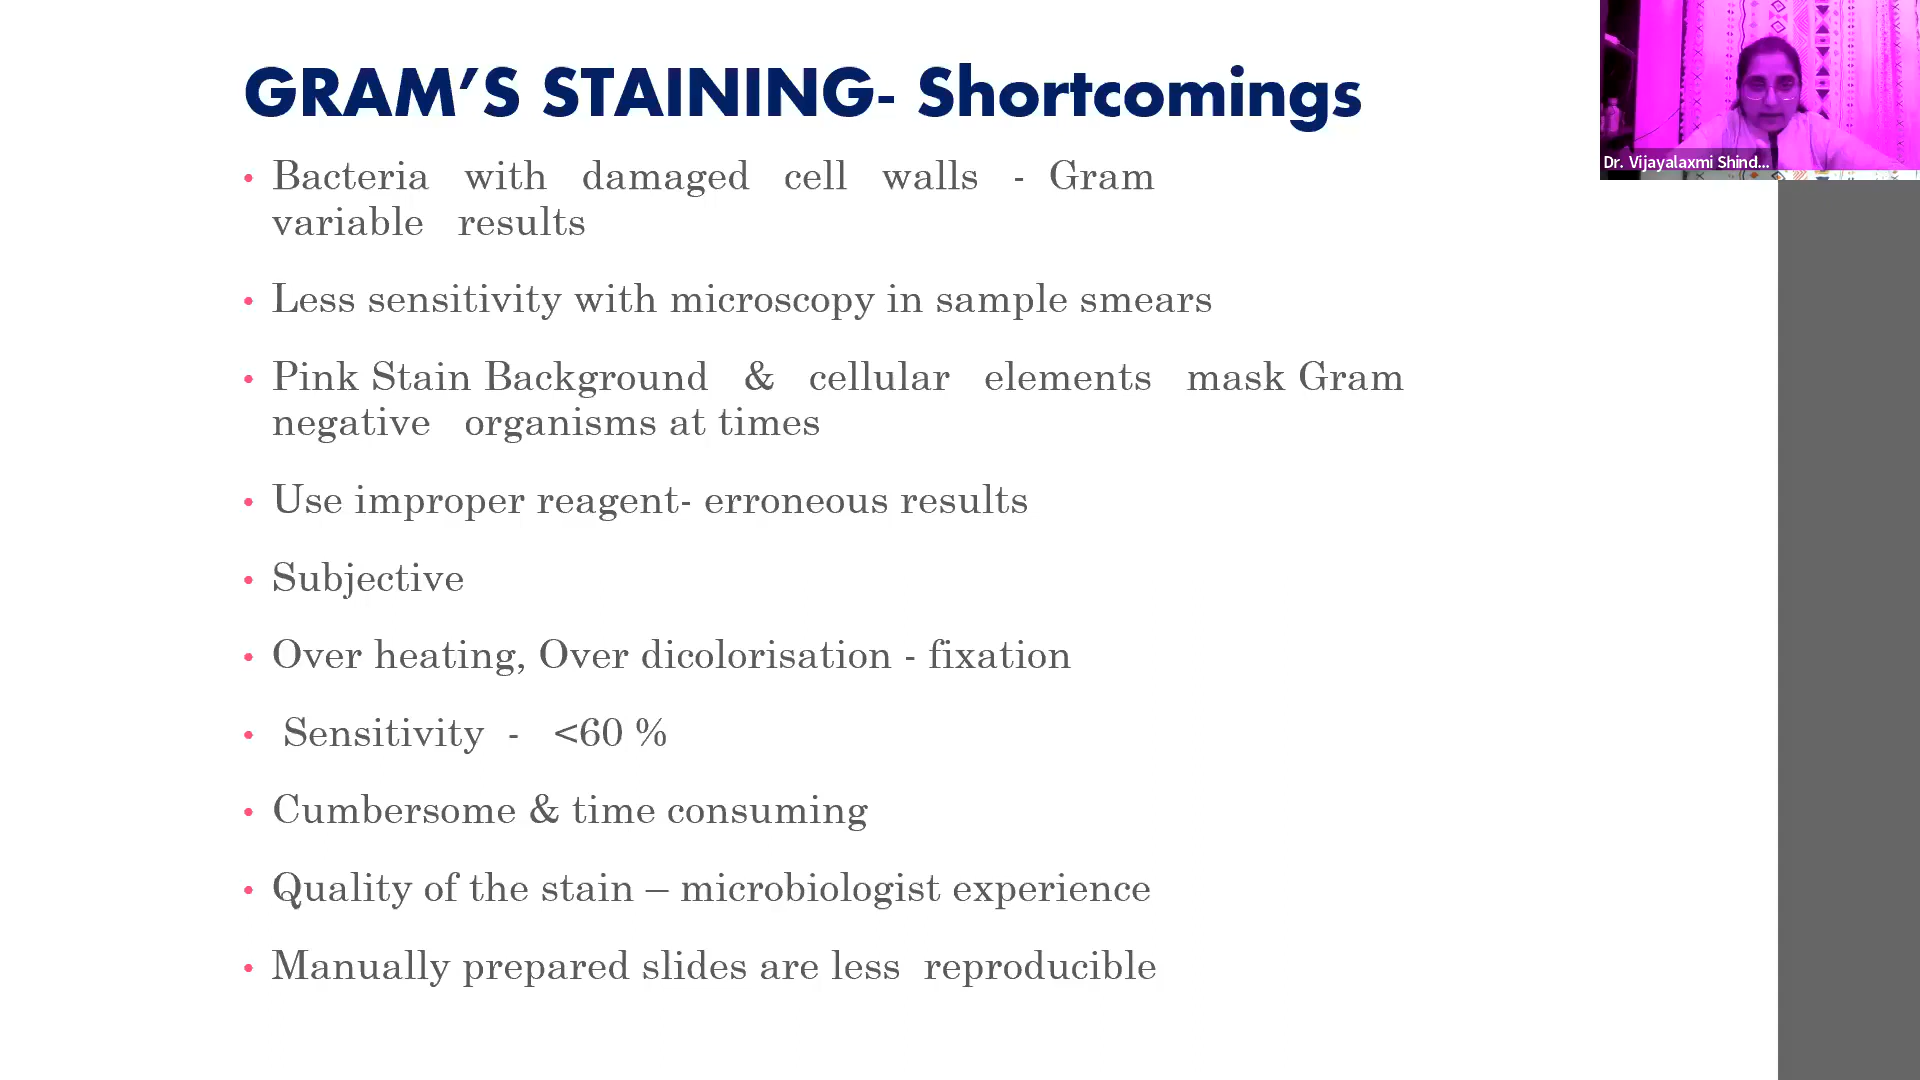 GRAM’S STAINING- Shortcomings
Dr. Vijayalaxmi Shind...
• Bacteria with damaged cell walls - Gram
variable results
• Less sensitivity with microscopy in sample smears
• Pink Stain Background & cellular elements mask Gram
negative organisms at times
• Use improper reagent- erroneous results
• Subjective
• Over heating, Over dicolorisation - fixation
• Sensitivity - <60 %
• Cumbersome & time consuming
• Quality of the stain – microbiologist experience
• Manually prepared slides are less reproducible